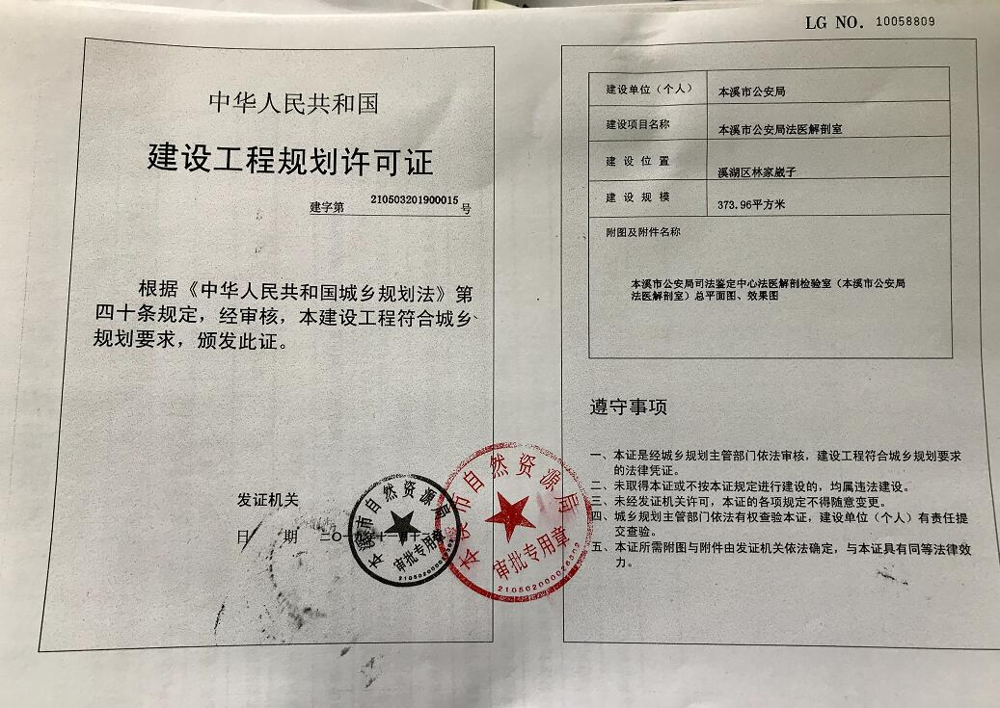 LG NO. 10058809
中华人民共和国
建设工程规划许可证
建字第 210503201900015 号
根据《中华人民共和国城乡规划法》第
四十条规定，经审核，本建设工程符合城乡
规划要求，颁发此证。
发证机关
日 期
本溪市自然资源局
审批专用章
本溪市自然资源局
审批专用章
建设单位（个人） 本溪市公安局
建设项目名称 本溪市公安局法医解剖室
建设位置 溪湖区林家崴子
建设规模 373.96平方米
附图及附件名称
本溪市公安局司法鉴定中心法医解剖检验室（本溪市公安局
法医解剖室）总平面图、效果图
遵守事项
一、本证是经城乡规划主管部门依法审核，建设工程符合城乡规划要求
的法律凭证。
二、未取得本证或不按本证规定进行建设的，均属违法建设。
三、未经发证机关许可，本证的各项规定不得随意变更。
四、城乡规划主管部门依法有权查验本证，建设单位（个人）有责任提
交查验。
五、本证所需附图与附件由发证机关依法确定，与本证具有同等法律效
力。